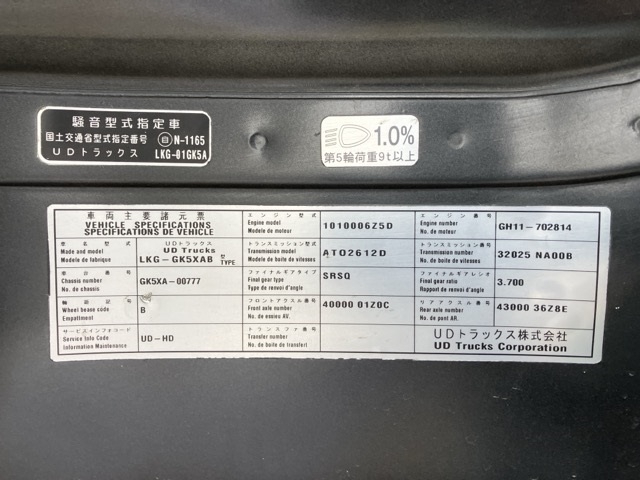 騒音型式指定車
国土交通省型式指定番号 自 N-1165
UDトラックス LKG-01GK5A
1.0%
第5輪荷重9t以上
車両主要諸元票
VEHICLE SPECIFICATIONS
SPECIFICATIONS DE VEHICLE
エンジン型式
Engine model
Modele de moteur
1010006Z5D
エンジン番号
Engine number
No. de moteur
GH11-702814
車名型式
Made and model
Modele de fabrique
UDトラックス
UD Trucks
LKG-GK5XAB セ TYPE
トランスミッション型式
Transmission model
Modele de boite de vitesses
ATO2612D
トランスミッション番号
Transmission number
No. de boite de vitesses
32025 NA00B
車台番号
Chassis number
No. de chassis
GK5XA-00777
ファイナルギアタイプ
Final gear type
Type de renvoi d'angle
SRSQ
ファイナルギアレシオ
Final gear ratio
Rapport de renvoi d'angle
3.700
軸距記号
Wheel base code
Empattment
B
フロントアクスル番号
Front axle number
No. de essieu AV.
40000 01Z0C
リアアクスル番号
Rear axle number
No. de pont AR.
43000 36Z8E
サービスインフォコード
Service Info Code
Information Maintenance
UD-HD
トランスファ番号
Transfer number
No. de boite de transfert
UDトラックス株式会社
UD Trucks Corporation